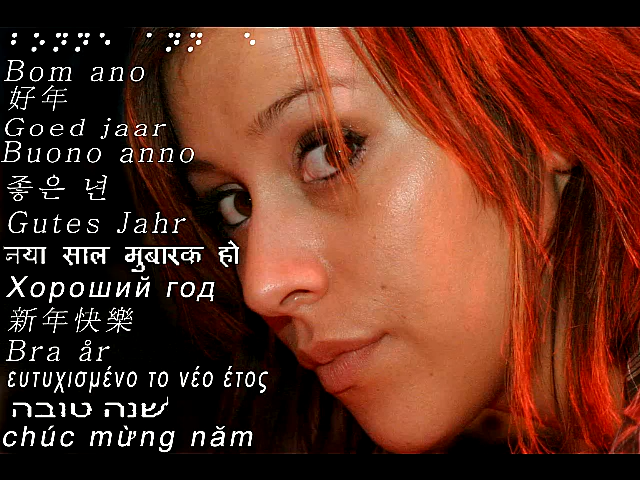 ⠃⠕⠝⠝⠑ ⠁⠝⠝ ⠑
Bom ano
好年
Goed jaar
Buono anno
좋은 년
Gutes Jahr
नया साल मुबारक हो
Хороший год
新年快樂
Bra år
ευτυχισμένο το νέο έτος
שנה טובה
chúc mừng năm